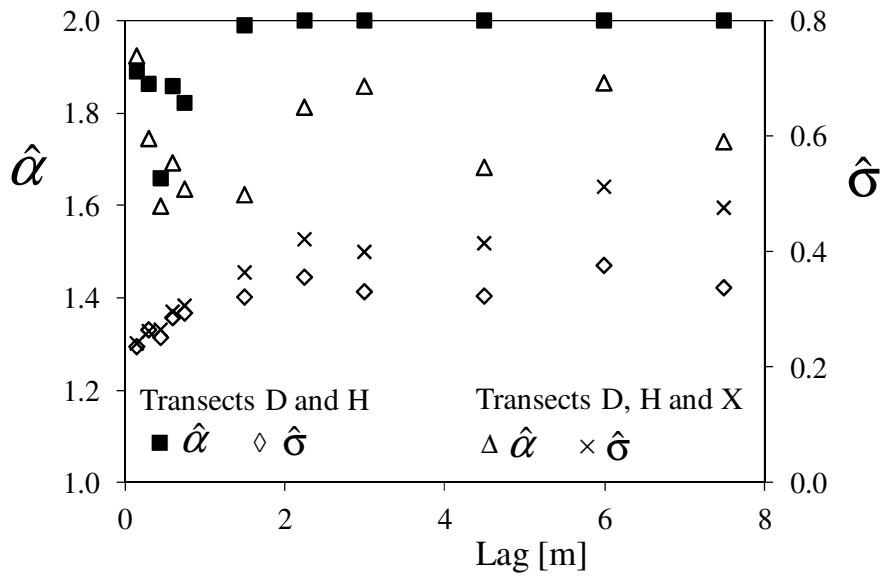 2.0
1.8
1.6
1.4
1.2
1.0
α̂
0.8
0.6
0.4
0.2
0.0
σ̂
Transects D and H
■ α̂ ◇ σ̂
Transects D, H and X
Δ α̂ × σ̂
0 2 4 6 8
Lag [m]